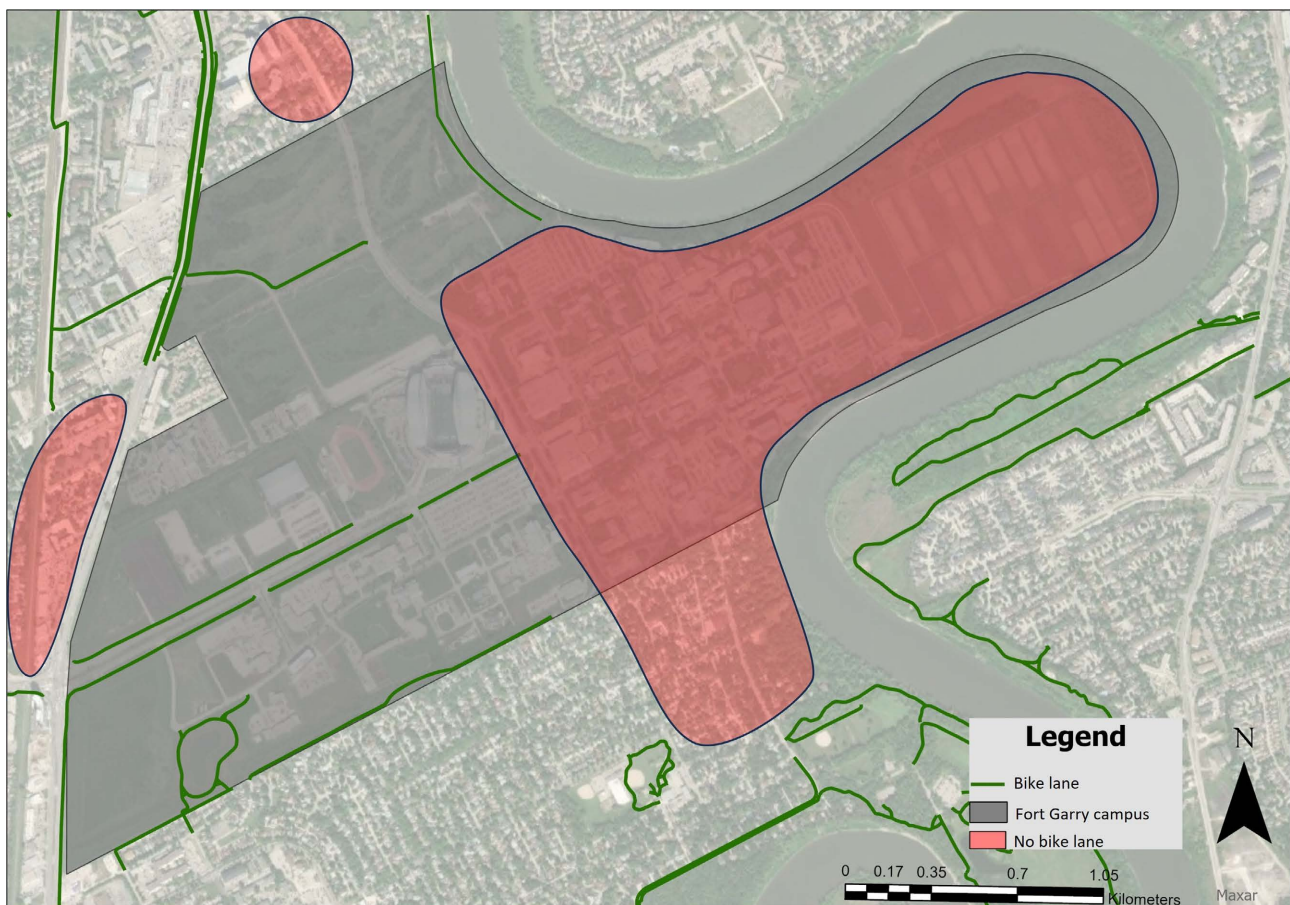 Legend
Bike lane
Fort Garry campus
No bike lane
N
0 0.17 0.35 0.7 1.05
Kilometers
Maxar